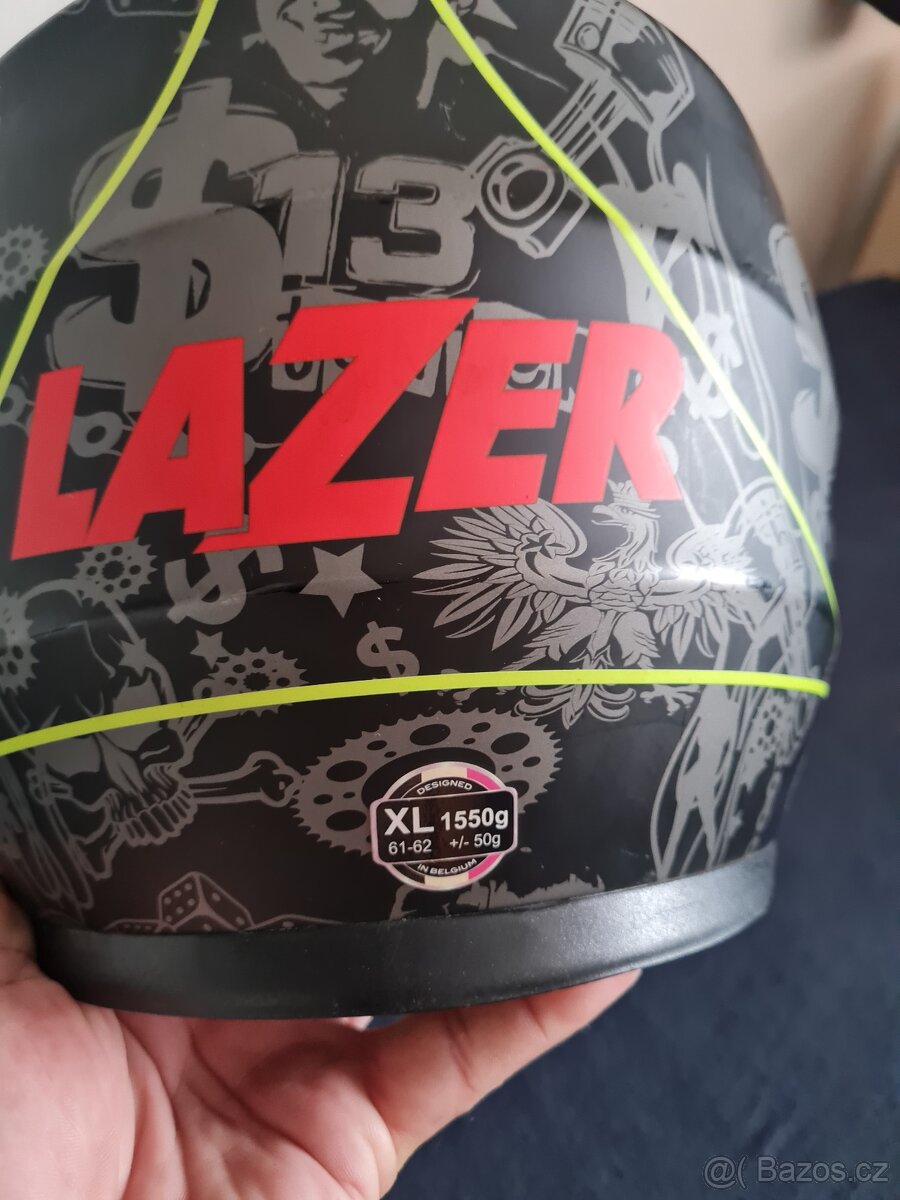 $
13
LAZER
$
$
DESIGNED
XL 1550g
61-62 +/- 50g
IN BELGIUM
@( Bazos.cz